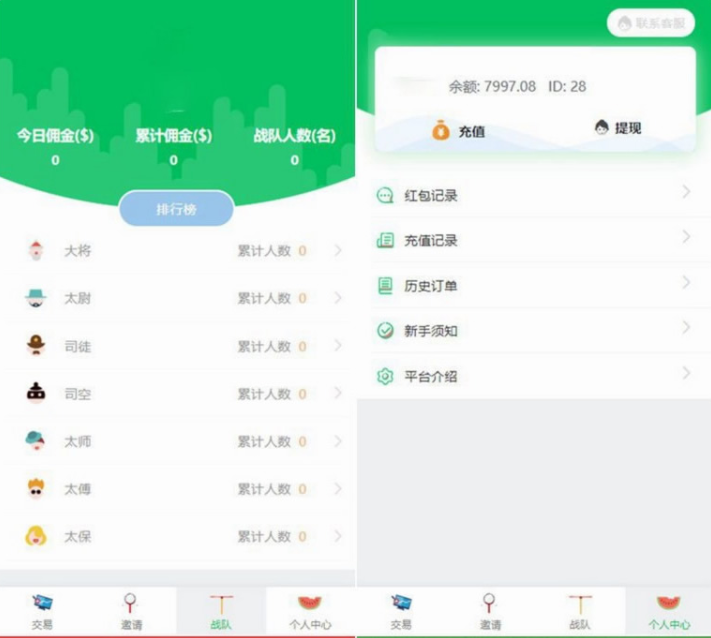 今日佣金($) 累计佣金($) 战队人数(名)
0 0 0
排行榜
大将 累计人数 0
太尉 累计人数 0
司徒 累计人数 0
司空 累计人数 0
太师 累计人数 0
太傅 累计人数 0
太保 累计人数 0
交易 邀请 战队 个人中心
联系客服
余额: 7997.08 ID: 28
充值 提现
红包记录
充值记录
历史订单
新手须知
平台介绍
交易 邀请 战队 个人中心